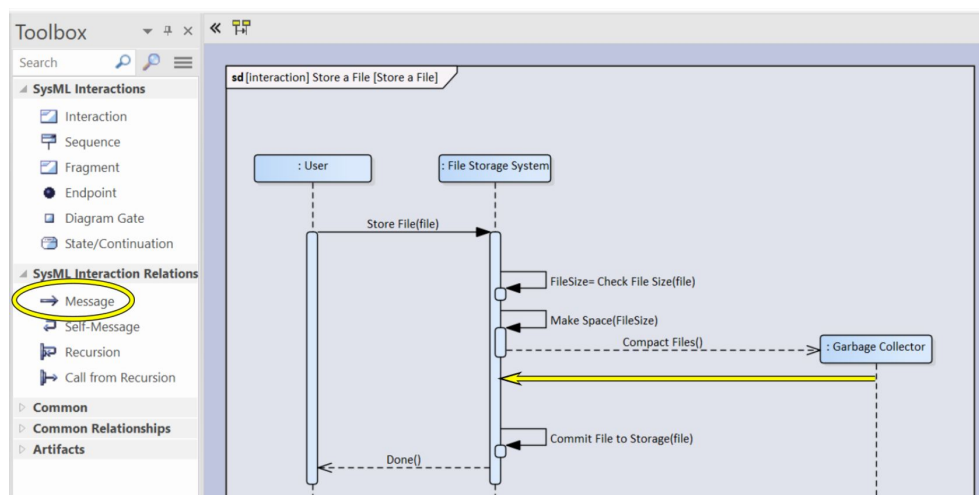 Toolbox
Search
SysML Interactions
Interaction
Sequence
Fragment
Endpoint
Diagram Gate
State/Continuation
SysML Interaction Relations
Message
Self-Message
Recursion
Call from Recursion
Common
Common Relationships
Artifacts
sd [interaction] Store a File [Store a File]
: User
: File Storage System
Store File(file)
FileSize= Check File Size(file)
Make Space(FileSize)
Compact Files()
: Garbage Collector
Commit File to Storage(file)
Done()